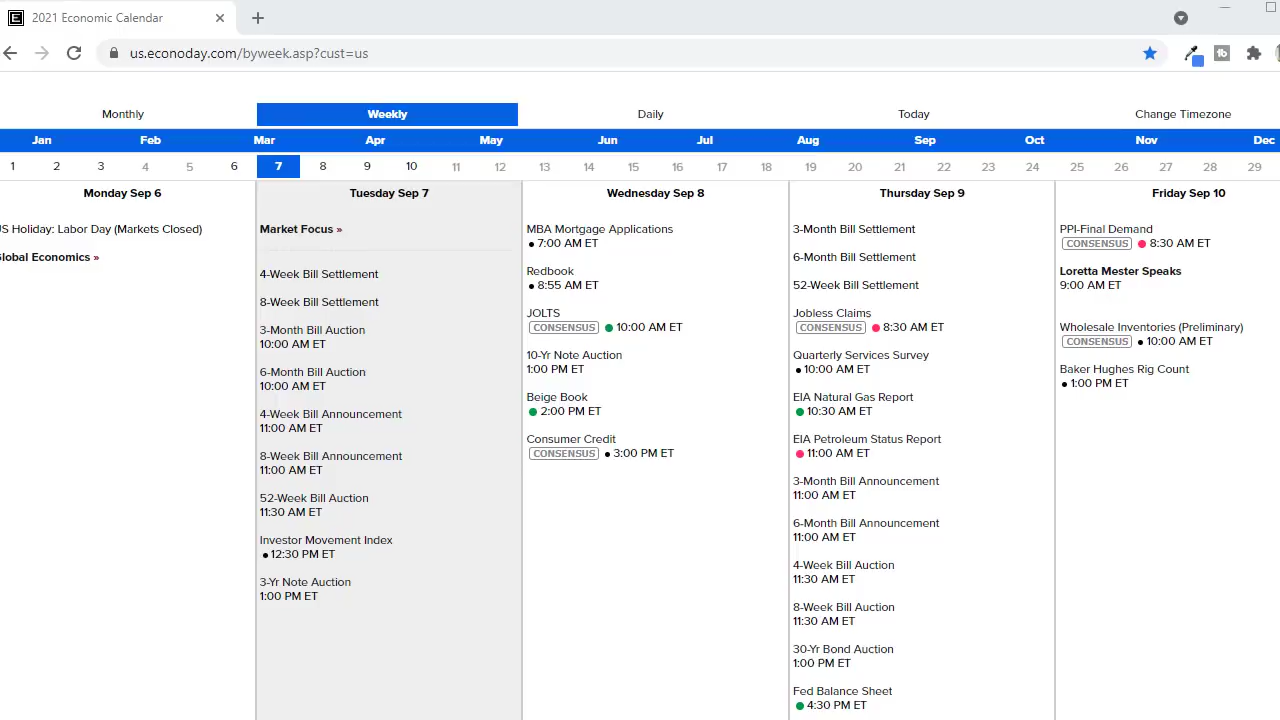 2021 Economic Calendar
us.econoday.com/byweek.asp?cust=us
Monthly Weekly Daily Today Change Timezone
Jan Feb Mar Apr May Jun Jul Aug Sep Oct Nov Dec
1 2 3 4 5 6 7 8 9 10 11 12 13 14 15 16 17 18 19 20 21 22 23 24 25 26 27 28 29
Monday Sep 6
US Holiday: Labor Day (Markets Closed)
Global Economics »
Tuesday Sep 7
Market Focus »
4-Week Bill Settlement
8-Week Bill Settlement
3-Month Bill Auction
10:00 AM ET
6-Month Bill Auction
10:00 AM ET
4-Week Bill Announcement
11:00 AM ET
8-Week Bill Announcement
11:00 AM ET
52-Week Bill Auction
11:30 AM ET
Investor Movement Index
12:30 PM ET
3-Yr Note Auction
1:00 PM ET
Wednesday Sep 8
MBA Mortgage Applications
7:00 AM ET
Redbook
8:55 AM ET
JOLTS
CONSENSUS 10:00 AM ET
10-Yr Note Auction
1:00 PM ET
Beige Book
2:00 PM ET
Consumer Credit
CONSENSUS 3:00 PM ET
Thursday Sep 9
3-Month Bill Settlement
6-Month Bill Settlement
52-Week Bill Settlement
Jobless Claims
CONSENSUS 8:30 AM ET
Quarterly Services Survey
10:00 AM ET
EIA Natural Gas Report
10:30 AM ET
EIA Petroleum Status Report
11:00 AM ET
3-Month Bill Announcement
11:00 AM ET
6-Month Bill Announcement
11:00 AM ET
4-Week Bill Auction
11:30 AM ET
8-Week Bill Auction
11:30 AM ET
30-Yr Bond Auction
1:00 PM ET
Fed Balance Sheet
4:30 PM ET
Friday Sep 10
PPI-Final Demand
CONSENSUS 8:30 AM ET
Loretta Mester Speaks
9:00 AM ET
Wholesale Inventories (Preliminary)
CONSENSUS 10:00 AM ET
Baker Hughes Rig Count
1:00 PM ET